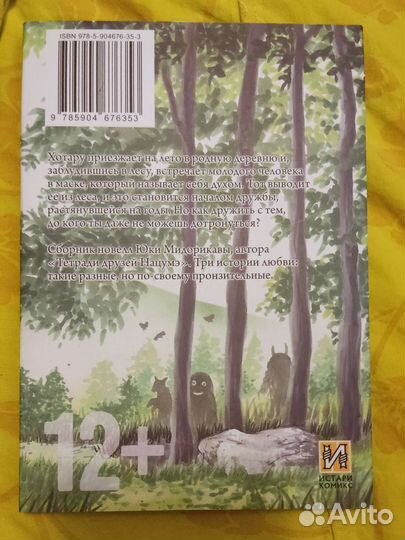 ISBN 978-5-904676-35-3
9 785904 676353
Хотару приезжает на лето в родную деревню и,
заблудившись в лесу, встречает молодого человека
в маске, который называет себя духом. Тот выводит
ее из леса, и это становится началом дружбы,
растянувшейся на годы. Но как дружить с тем,
до кого ты даже не можешь дотронуться?
Сборник новелл Юки Мидорикавы, автора
«Тетради друзей Нацумэ». Три истории любви:
такие разные, но по-своему пронзительные.
12+
ИСТАРИ
КОМИКС
Avito